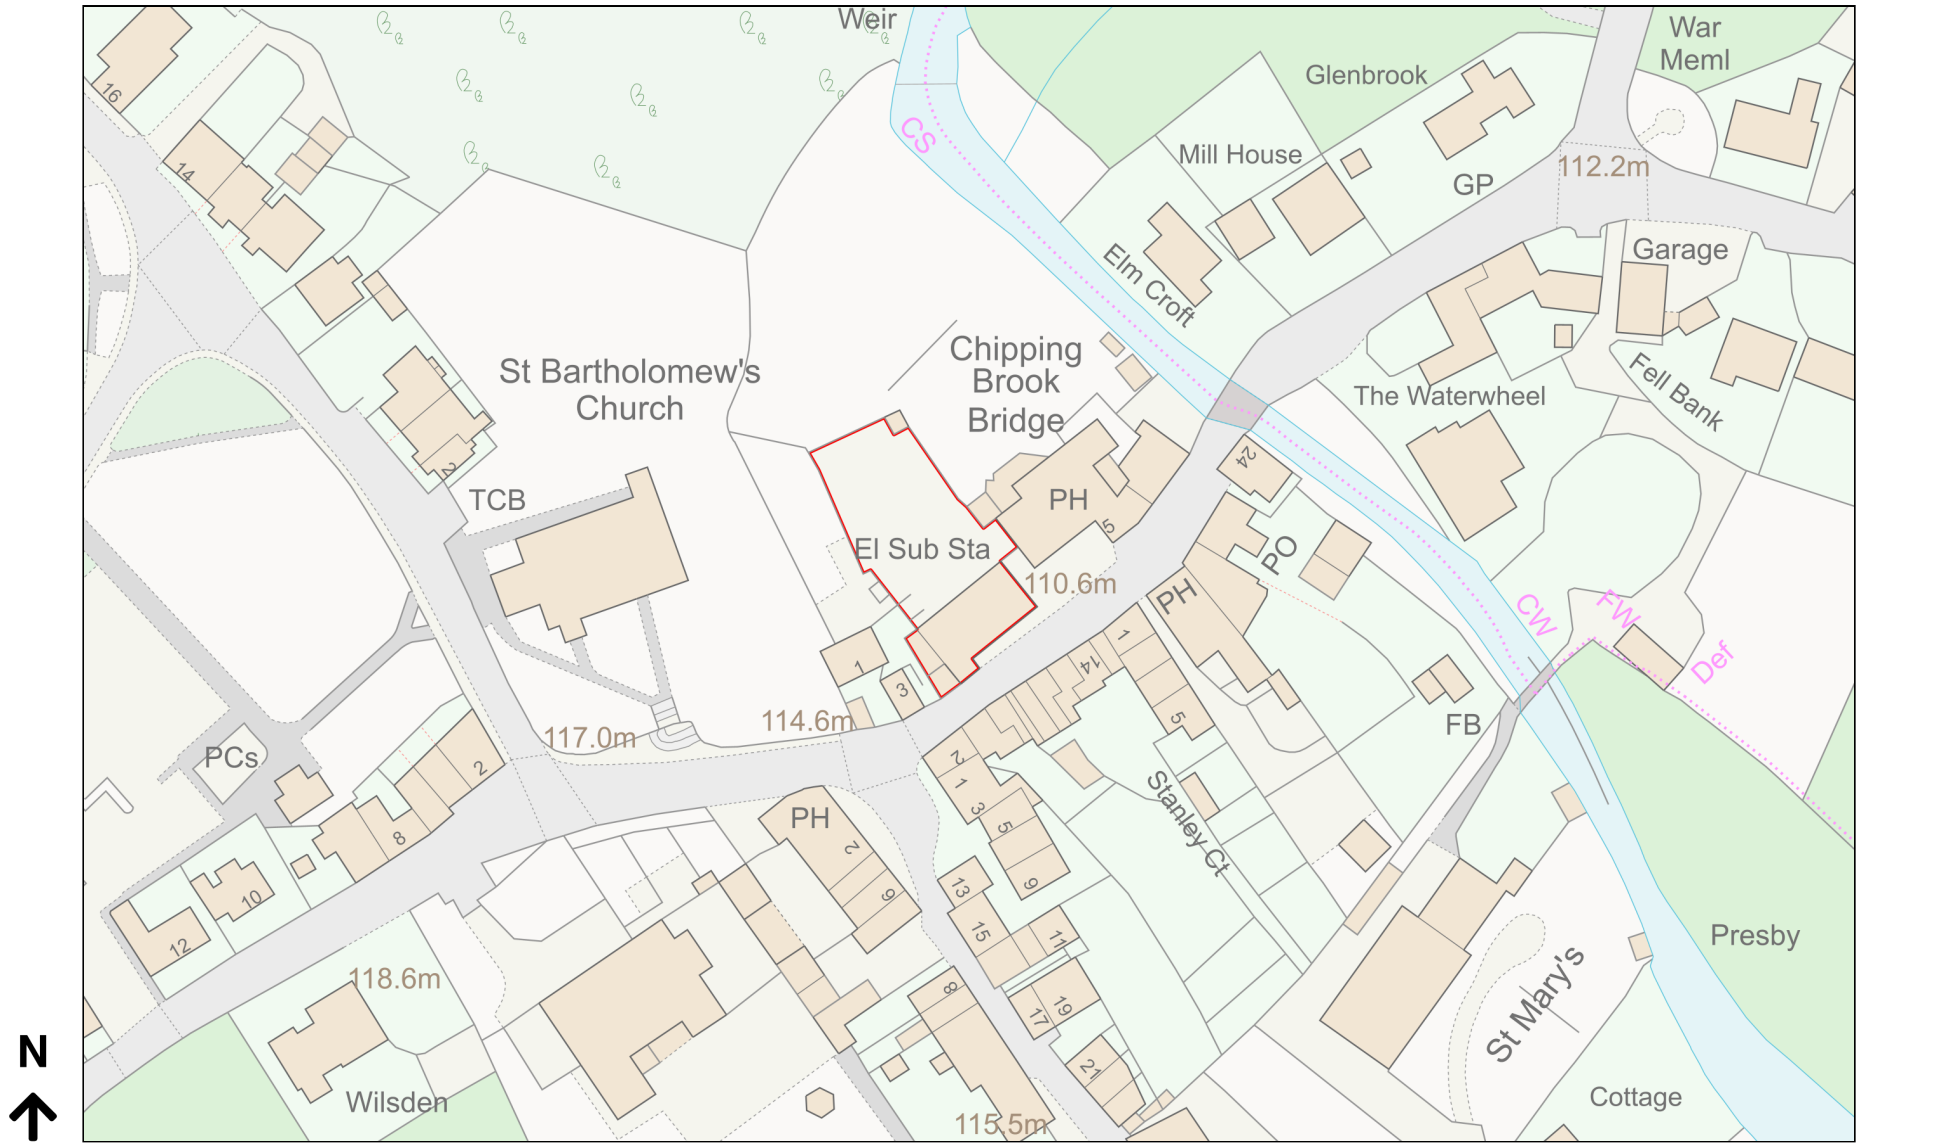 Weir
War
Meml
Glenbrook
16
CS
Mill House
112.2m
14
GP
Garage
Elm Croft
St Bartholomew's
Church
Chipping
Brook
Bridge
The Waterwheel
Fell Bank
2
TCB
24
PH
5
El Sub Sta
PO
110.6m
PH
CW
FW
Def
1
14
1
3
5
FB
117.0m
114.6m
PCs
2
8
2
1
3
5
9
Stanley Ct
PH
2
9
10
12
13
15
11
Presby
118.6m
8
17
19
St Mary's
N
21
Wilsden
115.5m
Cottage